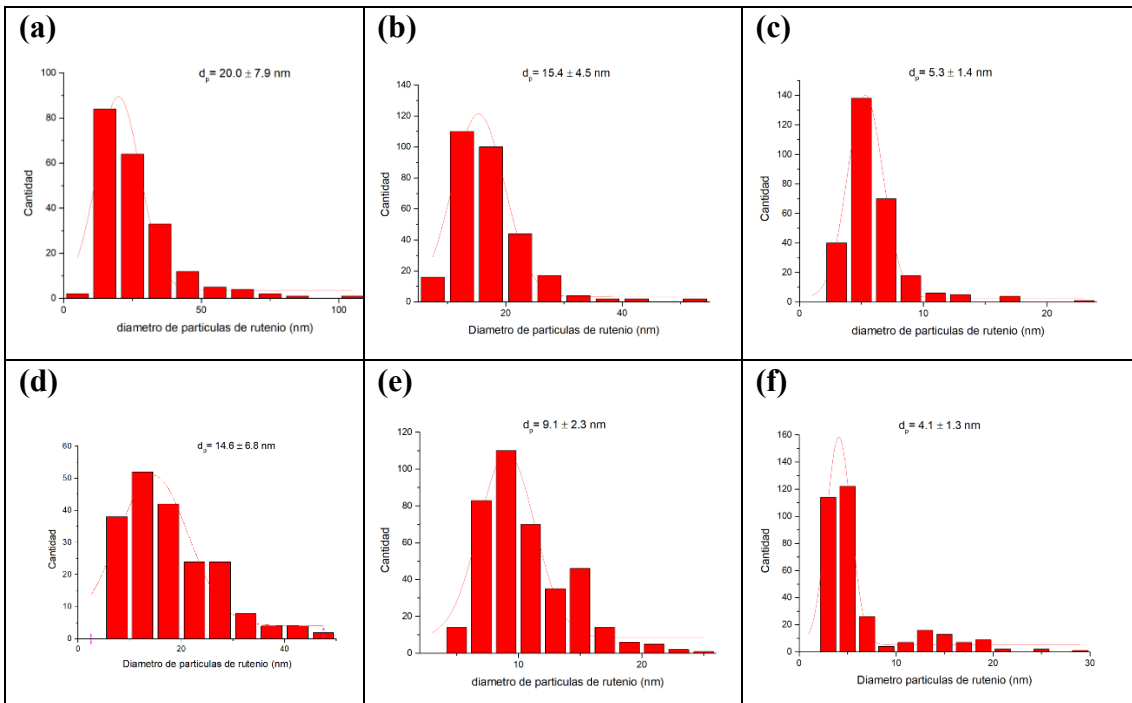 (a)
d_p= 20.0 ± 7.9 nm
100
80
60
40
20
0
Cantidad
0 50 100
diametro de particulas de rutenio (nm)
(b)
d_p= 15.4 ± 4.5 nm
140
120
100
80
60
40
20
0
Cantidad
20 40
Diametro de particulas de rutenio (nm)
(c)
d_p= 5.3 ± 1.4 nm
140
120
100
80
60
40
20
0
Cantidad
0 10 20
diametro de particulas de rutenio (nm)
(d)
d_p= 14.6 ± 6.8 nm
60
50
40
30
20
10
0
Cantidad
0 20 40
Diametro de particulas de rutenio (nm)
(e)
d_p= 9.1 ± 2.3 nm
120
100
80
60
40
20
0
Cantidad
10 20
diametro de particulas de rutenio (nm)
(f)
d_p= 4.1 ± 1.3 nm
160
140
120
100
80
60
40
20
0
Cantidad
0 10 20 30
Diametro particulas de rutenio (Nm)